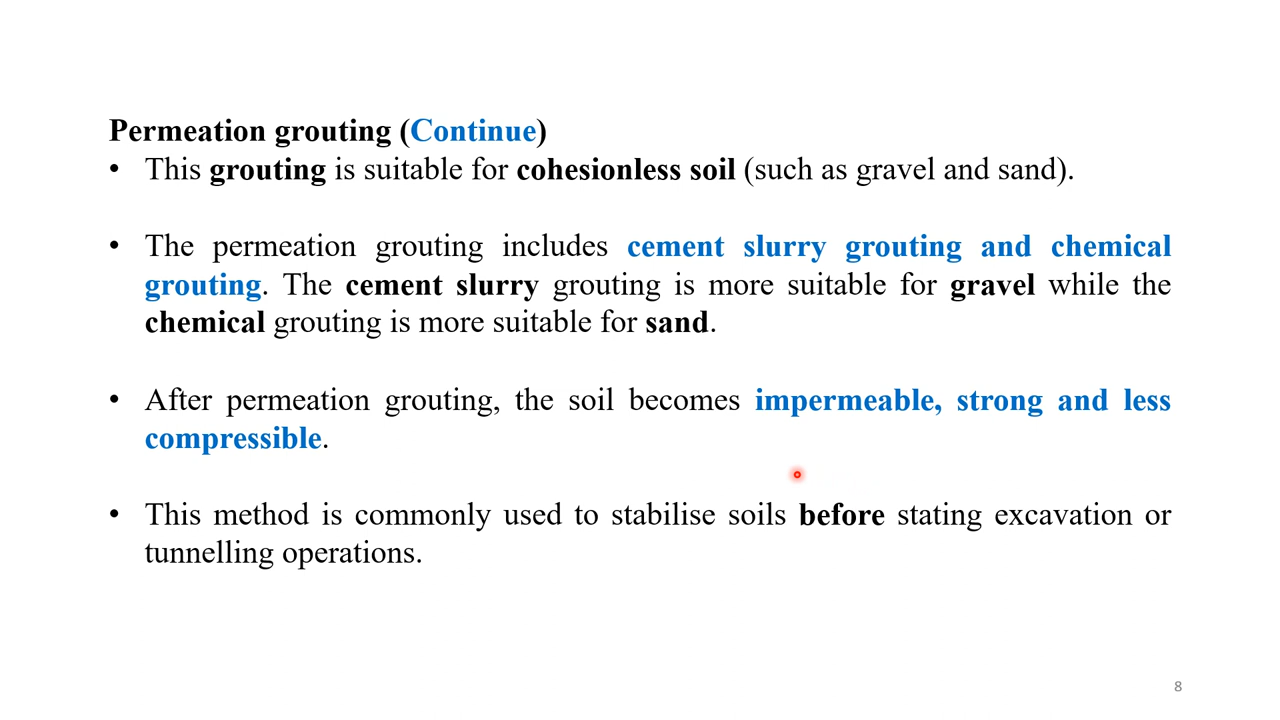 Permeation grouting (Continue)
• This grouting is suitable for cohesionless soil (such as gravel and sand).
• The permeation grouting includes cement slurry grouting and chemical
grouting. The cement slurry grouting is more suitable for gravel while the
chemical grouting is more suitable for sand.
• After permeation grouting, the soil becomes impermeable, strong and less
compressible.
• This method is commonly used to stabilise soils before stating excavation or
tunnelling operations.
8